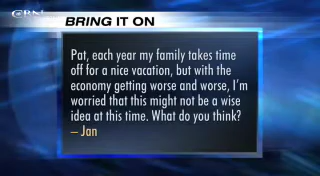 CBN
BRING IT ON
Pat, each year my family takes time
off for a nice vacation, but with the
economy getting worse and worse, I'm
worried that this might not be a wise
idea at this time. What do you think?
– Jan